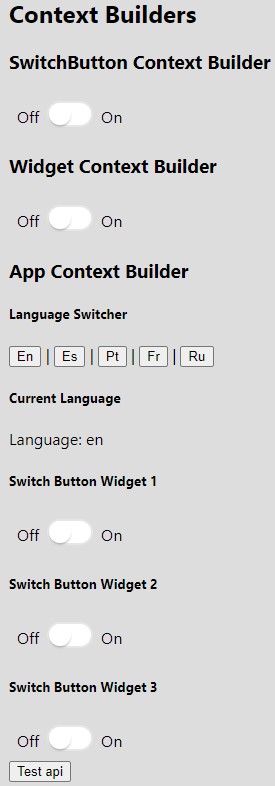 Context Builders
SwitchButton Context Builder
Off On
Widget Context Builder
Off On
App Context Builder
Language Switcher
En | Es | Pt | Fr | Ru
Current Language
Language: en
Switch Button Widget 1
Off On
Switch Button Widget 2
Off On
Switch Button Widget 3
Off On
Test api